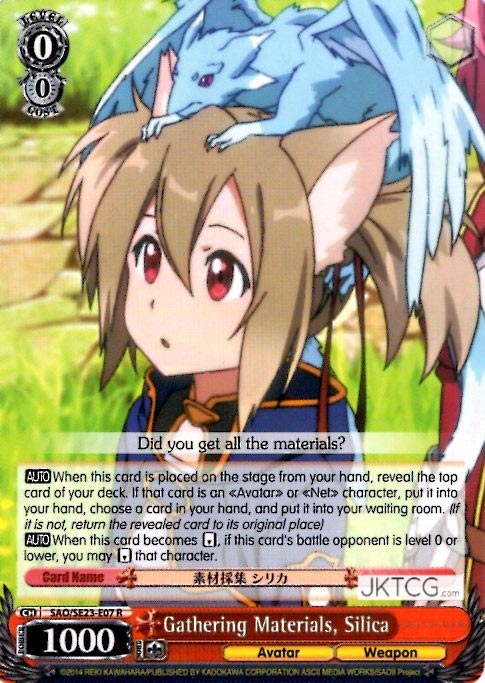 LEVEL
0
0
COST
Did you get all the materials?
AUTO When this card is placed on the stage from your hand, reveal the top
card of your deck. If that card is an «Avatar» or «Net» character, put it into
your hand, choose a card in your hand, and put it into your waiting room. (If
it is not, return the revealed card to its original place)
AUTO When this card becomes [▼], if this card's battle opponent is level 0 or
lower, you may [▼] that character.
Card Name 素材採集 シリカ
JKTCG.com
CH SAO/SE23-E07 R
POWER 1000 SOUL Gathering Materials, Silica
Avatar Weapon
©2014 REKI KAWAHARA/PUBLISHED BY KADOKAWA CORPORATION ASCII MEDIA WORKS/SAOII Project